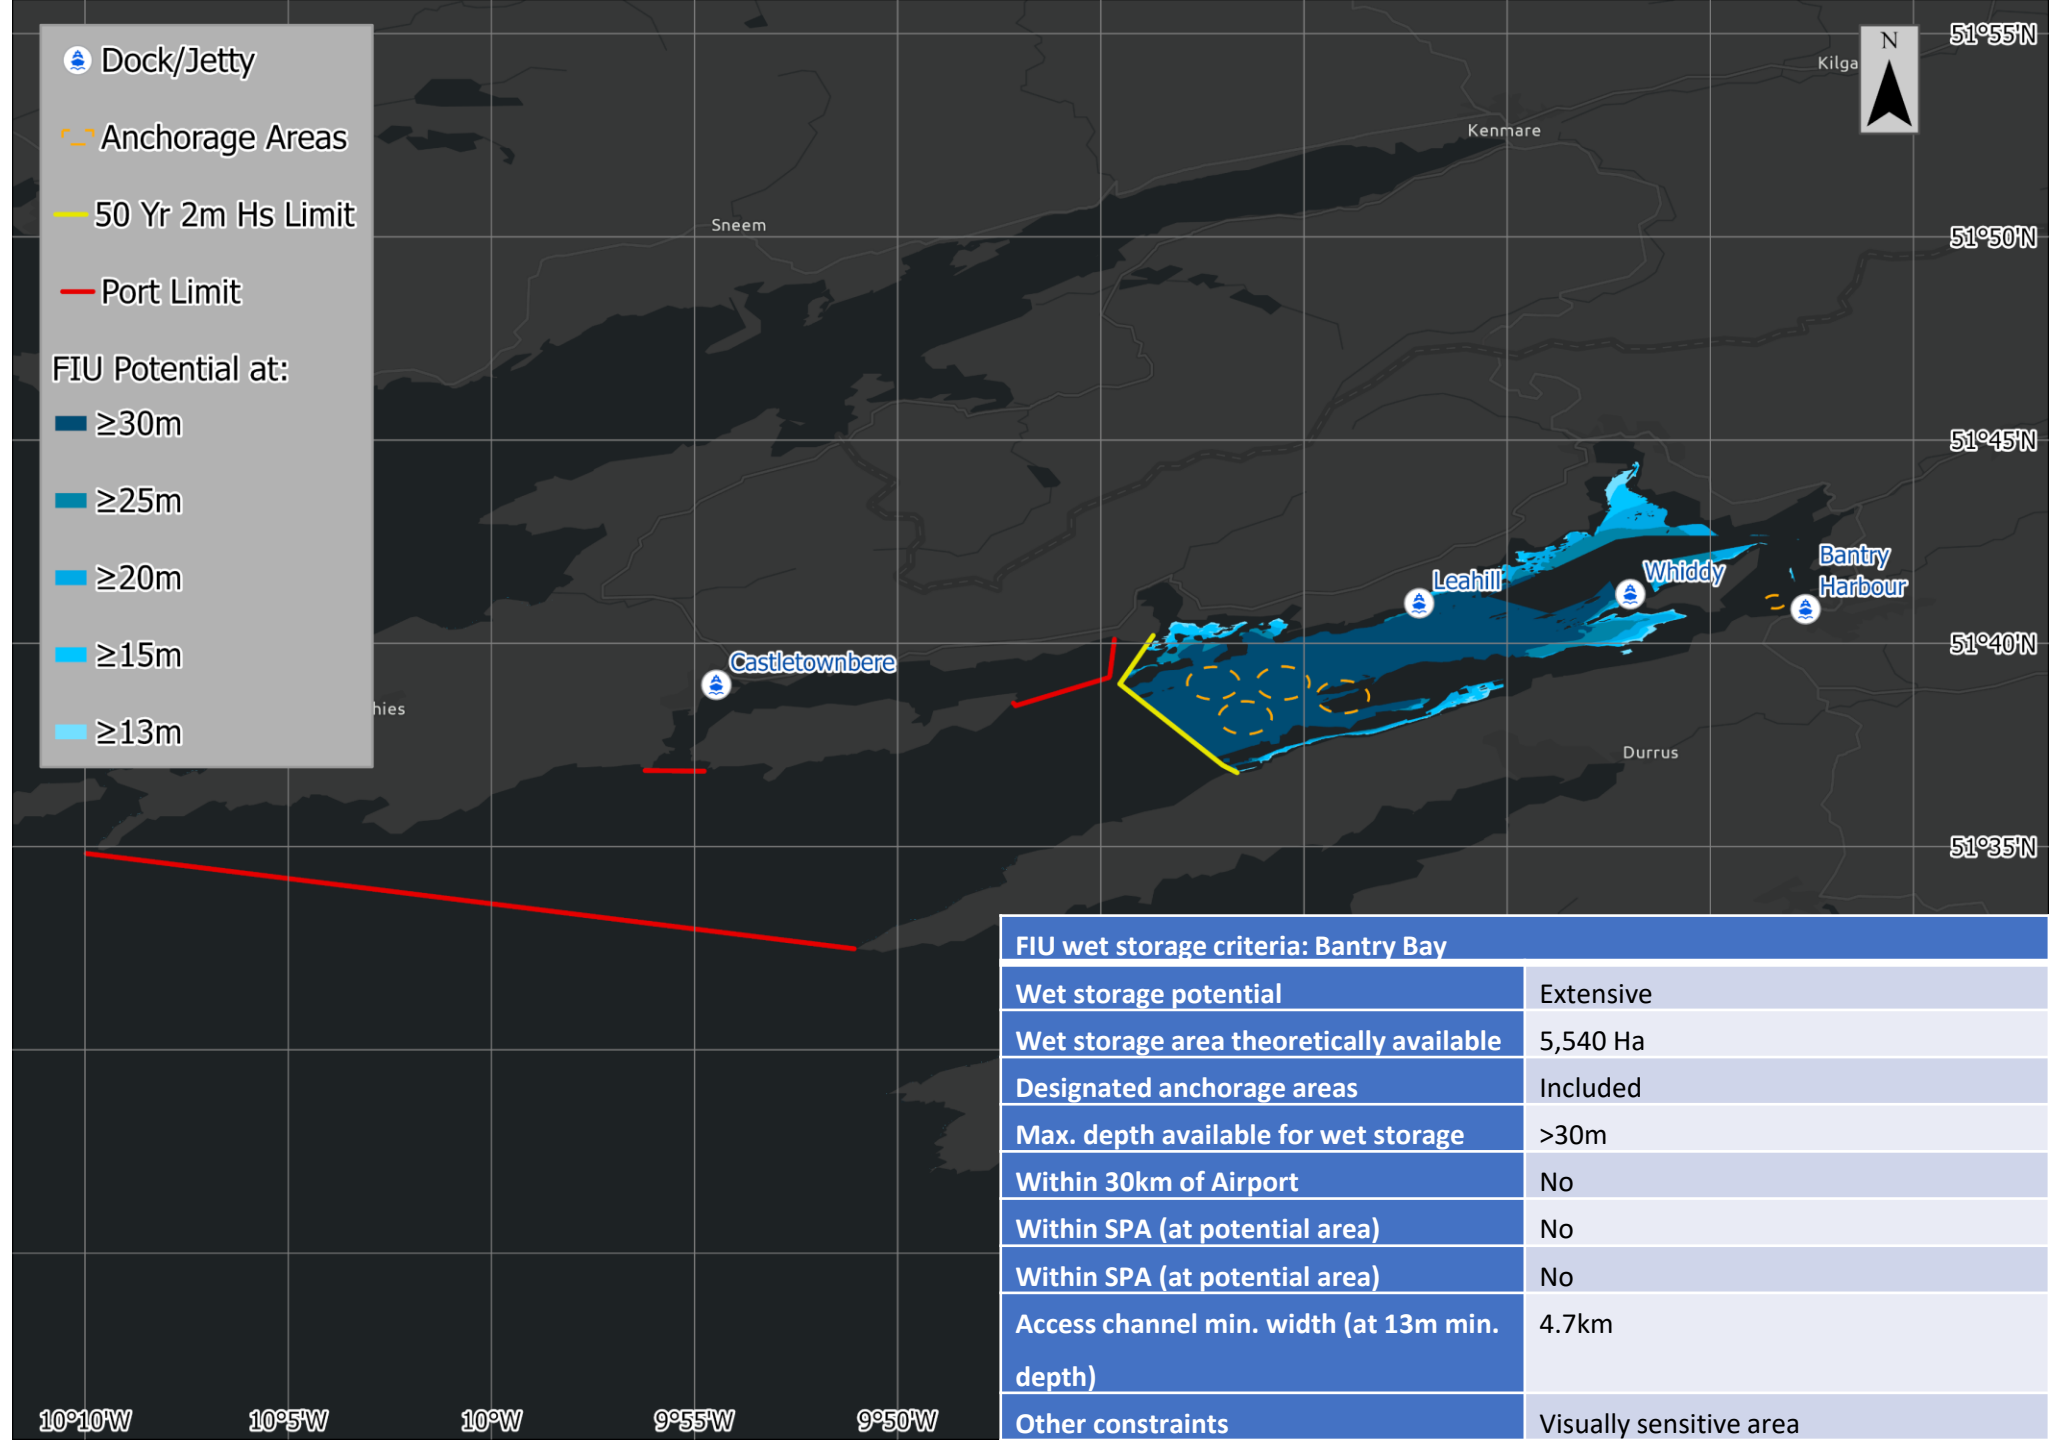 Dock/Jetty
Anchorage Areas
50 Yr 2m Hs Limit
Port Limit
FIU Potential at:
≥30m
≥25m
≥20m
≥15m
≥13m
N
51°55'N
Kilga
Kenmare
Sneem
51°50'N
51°45'N
Bantry
Harbour
Whiddy
Leahill
51°40'N
Castletownbere
hies
Durrus
51°35'N
FIU wet storage criteria: Bantry Bay
Wet storage potential Extensive
Wet storage area theoretically available 5,540 Ha
Designated anchorage areas Included
Max. depth available for wet storage >30m
Within 30km of Airport No
Within SPA (at potential area) No
Within SPA (at potential area) No
Access channel min. width (at 13m min. 4.7km
depth)
Other constraints Visually sensitive area
10°10'W 10°5'W 10°W 9°55'W 9°50'W